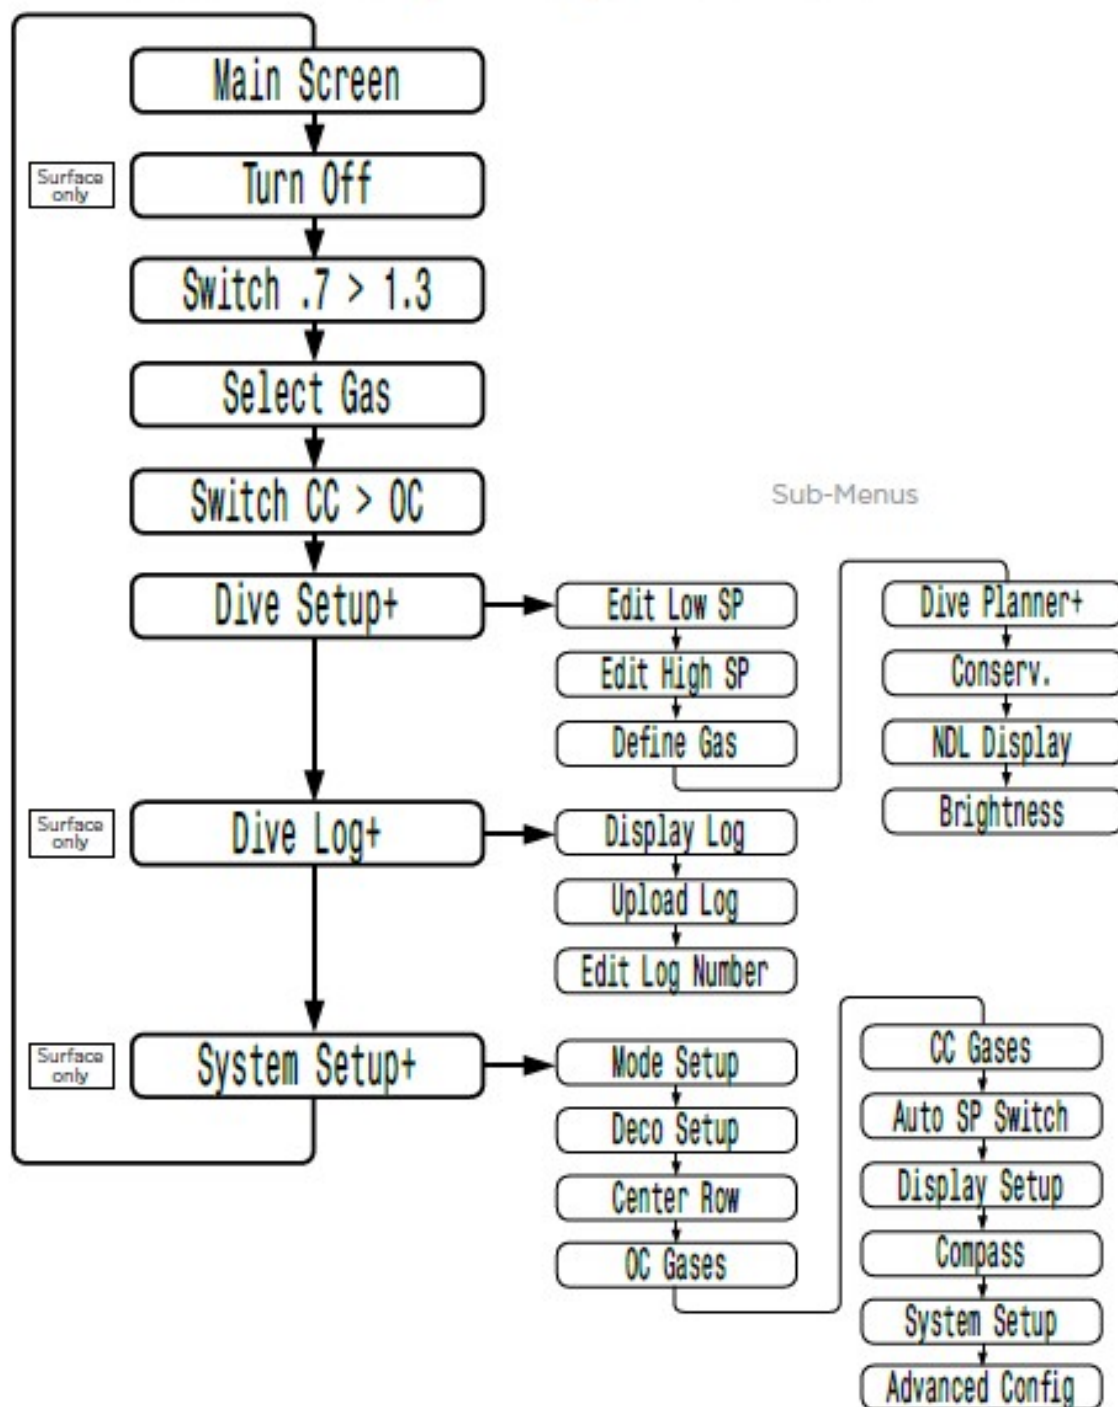 Main Screen
Surface
only
Turn Off
Switch .7 > 1.3
Select Gas
Switch CC > OC
Sub-Menus
Dive Setup+
Edit Low SP
Edit High SP
Define Gas
Dive Planner+
Conserv.
NDL Display
Brightness
Surface
only
Dive Log+
Display Log
Upload Log
Edit Log Number
Surface
only
System Setup+
Mode Setup
Deco Setup
Center Row
OC Gases
CC Gases
Auto SP Switch
Display Setup
Compass
System Setup
Advanced Config